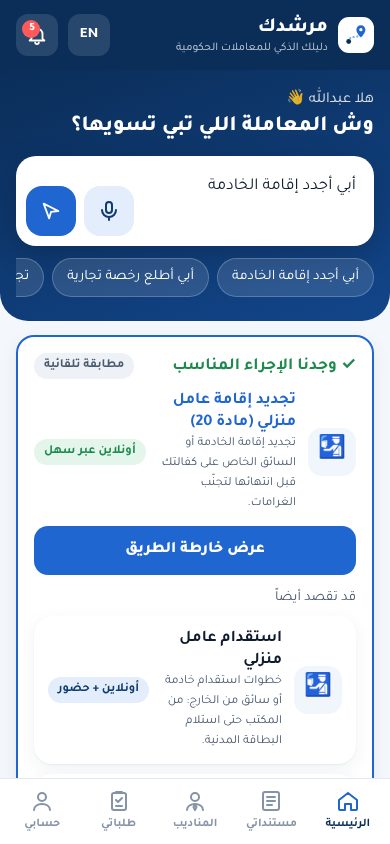 مرشدك
دليلك الذكي للمعاملات الحكومية
EN
5
هلا عبدالله 👋
وش المعاملة اللي تبي تسويها؟
أبي أجدد إقامة الخادمة
أبي أجدد إقامة الخادمة
أبي أطلع رخصة تجارية
تج
✓ وجدنا الإجراء المناسب
مطابقة تلقائية
تجديد إقامة عامل
منزلي (مادة 20)
تجديد إقامة الخادمة أو
السائق الخاص على كفالتك
قبل انتهائها لتجنّب
الغرامات.
أونلاين عبر سهل
عرض خارطة الطريق
قد تقصد أيضاً
استقدام عامل
منزلي
خطوات استقدام خادمة
أو سائق من الخارج: من
المكتب حتى استلام
البطاقة المدنية.
أونلاين + حضور
الرئيسية
مستنداتي
المناديب
طلباتي
حسابي